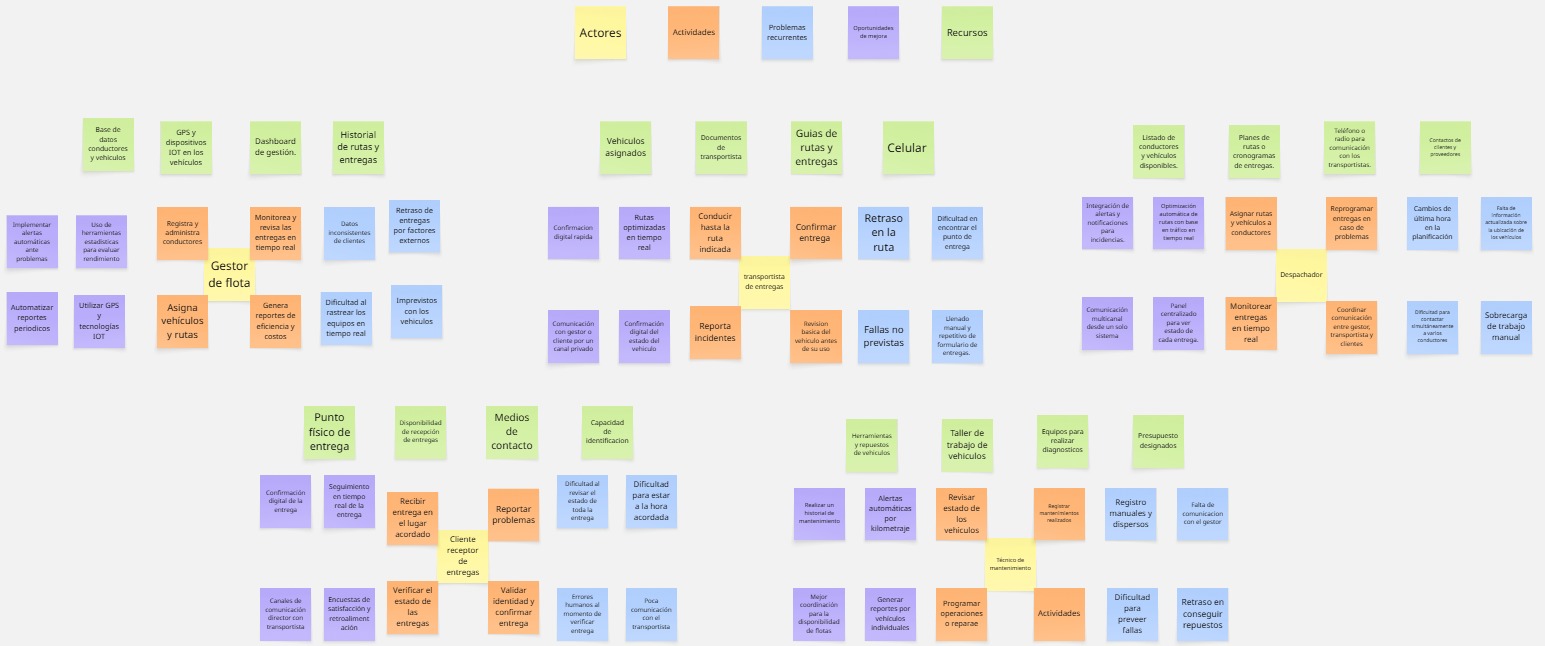 Actores
Actividades
Problemas
recurrentes
Oportunidades
de mejora
Recursos
Base de
datos
conductores
y vehículos
GPS y
dispositivos
IOT en los
vehículos
Dashboard
de gestión.
Historial
de rutas y
entregas
Implementar
alertas
automáticas
ante
problemas
Uso de
herramientas
estadísticas
para evaluar
rendimiento
Registra y
administra
conductores
Monitorea y
revisa las
entregas en
tiempo real
Datos
inconsistentes
de clientes
Retraso de
entregas
por factores
externos
Gestor
de flota
Automatizar
reportes
periodicos
Utilizar GPS
y
tecnologías
IOT
Asigna
vehículos
y rutas
Genera
reportes de
eficiencia y
costos
Dificultad al
rastrear los
equipos en
tiempo real
Imprevistos
con los
vehiculos
Vehiculos
asignados
Documentos
de
transportista
Guias de
rutas y
entregas
Celular
Confirmacion
digital rapida
Rutas
optimizadas
en tiempo
real
Conducir
hasta la
ruta
indicada
Confirmar
entrega
Retraso
en la
ruta
Dificultad en
encontrar el
punto de
entrega
transportista
de entregas
Comunicación
con gestor o
cliente por un
canal privado
Confirmación
digital del
estado del
vehiculo
Reporta
incidentes
Revision
basica del
vehiculo antes
de su uso
Fallas no
previstas
Llenado
manual y
repetitivo de
formulario de
entregas.
Listado de
conductores
y vehículos
disponibles.
Planes de
rutas o
cronogramas
de entregas.
Teléfono o
radio para
comunicación
con los
transportistas.
Contactos de
clientes y
proveedores
Integración de
alertas y
notificaciones
para
incidencias.
Optimización
automática de
rutas con base
en tráfico en
tiempo real
Asignar rutas
y vehículos a
conductores
Reprogramar
entregas en
caso de
problemas
Cambios de
última hora
en la
planificación
Falta de
información
actualizada sobre
la ubicación de
los vehículos
Despachador
Comunicación
multicanal
desde un solo
sistema
Panel
centralizado
para ver
estado de
cada entrega.
Monitorear
entregas
en tiempo
real
Coordinar
comunicación
entre gestor,
transportista y
clientes
Dificultad para
contactar
simultáneamente
a varios
conductores
Sobrecarga
de trabajo
manual
Punto
físico de
entrega
Disponibilidad
de recepción
de entregas
Medios
de
contacto
Capacidad
de
identificacion
Confirmación
digital de la
entrega
Seguimiento
en tiempo
real de la
entrega
Recibir
entrega en
el lugar
acordado
Reportar
problemas
Dificultad al
revisar el
estado de
toda la
entrega
Dificultad
para estar
a la hora
acordada
Cliente
receptor
de
entregas
Canales de
comunicación
director con
transportista
Encuestas de
satisfacción y
retroaliment
ación
Verificar el
estado de
las
entregas
Validar
identidad y
confirmar
entrega
Errores
humanos al
momento de
verificar
entrega
Poca
comunicación
con el
transportista
Herramientas
y repuestos
de vehiculos
Taller de
trabajo de
vehiculos
Equipos para
realizar
diagnosticos
Presupuesto
designados
Realizar un
historial de
mantenimiento
Alertas
automáticas
por
kilometraje
Revisar
estado de
los
vehiculos
Registrar
mantenimientos
realizados
Registro
manuales y
dispersos
Falta de
comunicacion
con el gestor
Técnico de
mantenimiento
Mejor
coordinación
para la
disponibilidad
de flotas
Generar
reportes por
vehículos
individuales
Programar
operaciones
o reparae
Actividades
Dificultad
para
preveer
fallas
Retraso en
conseguir
repuestos